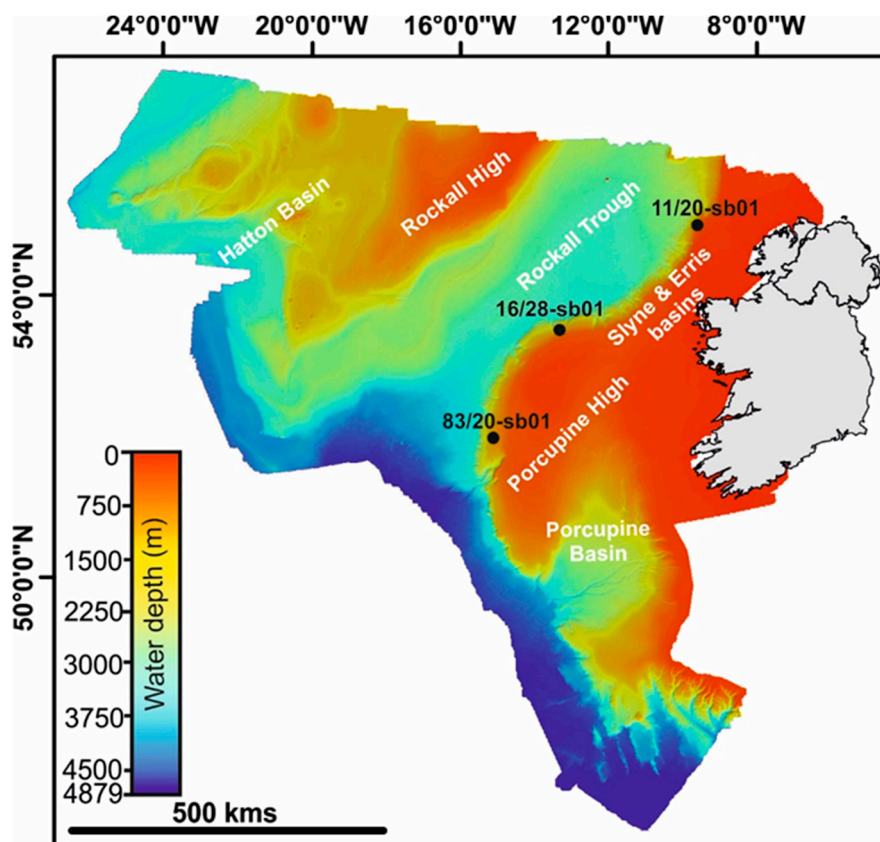 24°0'0"W 20°0'0"W 16°0'0"W 12°0'0"W 8°0'0"W
54°0'0"N
50°0'0"N
Hatton Basin
Rockall High
Rockall Trough
11/20-sb01
Slyne & Erris
basins
16/28-sb01
83/20-sb01
Porcupine High
Porcupine
Basin
Water depth (m)
0
750
1500
2250
3000
3750
4500
4879
500 kms